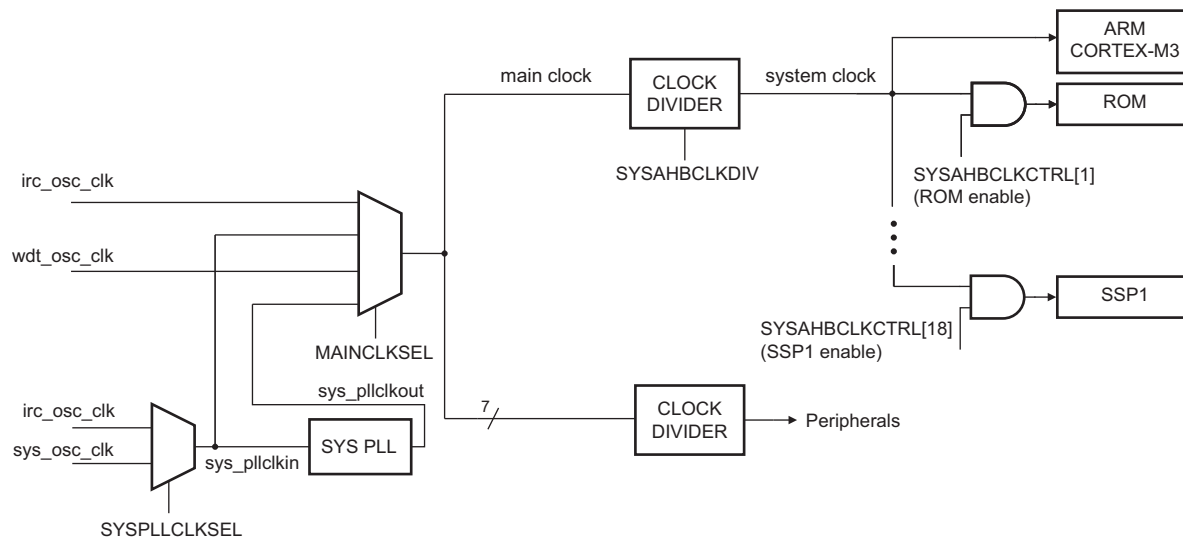 ARM
CORTEX-M3
main clock
CLOCK
DIVIDER
system clock
ROM
SYSAHBCLKDIV
SYSAHBCLKCTRL[1]
(ROM enable)
irc_osc_clk
wdt_osc_clk
SSP1
SYSAHBCLKCTRL[18]
(SSP1 enable)
MAINCLKSEL
sys_pllclkout
irc_osc_clk
7
CLOCK
DIVIDER
Peripherals
sys_osc_clk
SYS PLL
sys_pllclkin
SYSPLLCLKSEL